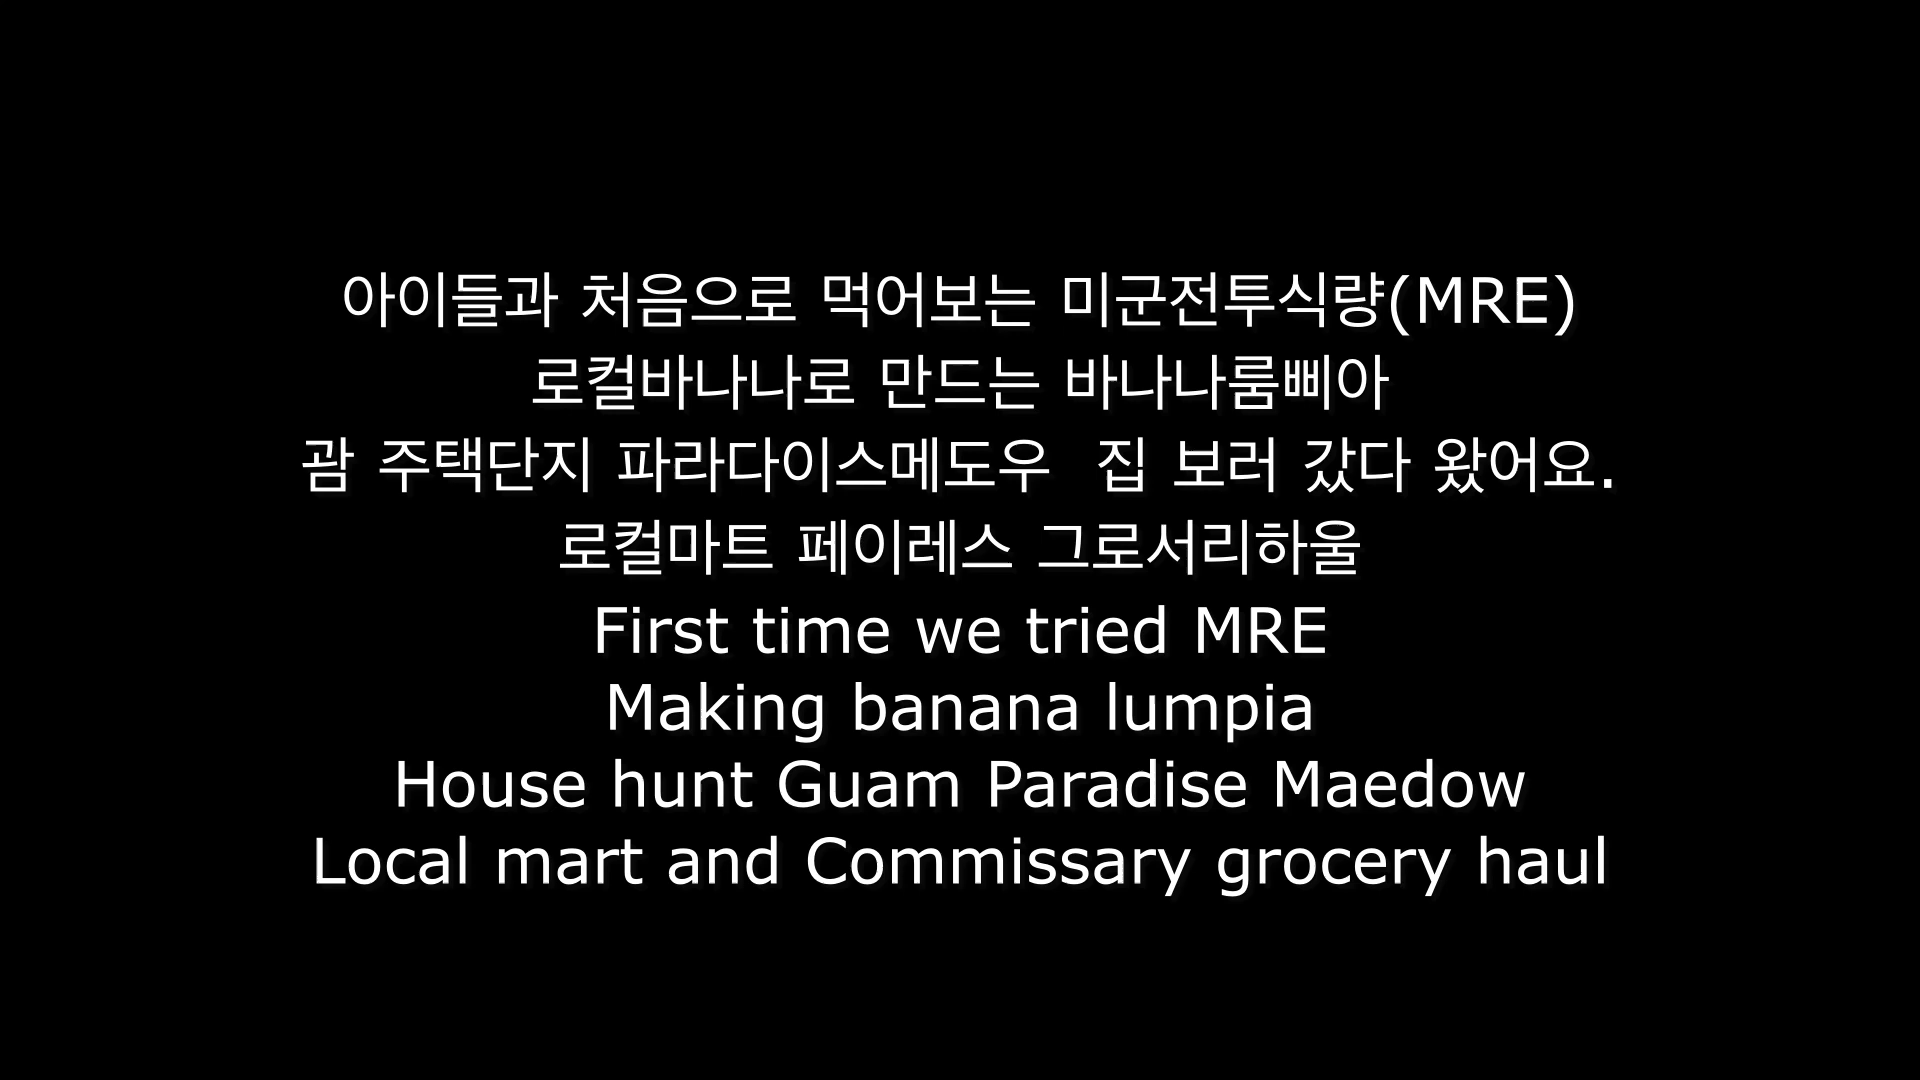 아이들과 처음으로 먹어보는 미군전투식량(MRE)
로컬바나나로 만드는 바나나룸삐아
괌 주택단지 파라다이스메도우  집 보러 갔다 왔어요.
로컬마트 페이레스 그로서리하울
First time we tried MRE
Making banana lumpia
House hunt Guam Paradise Maedow
Local mart and Commissary grocery haul